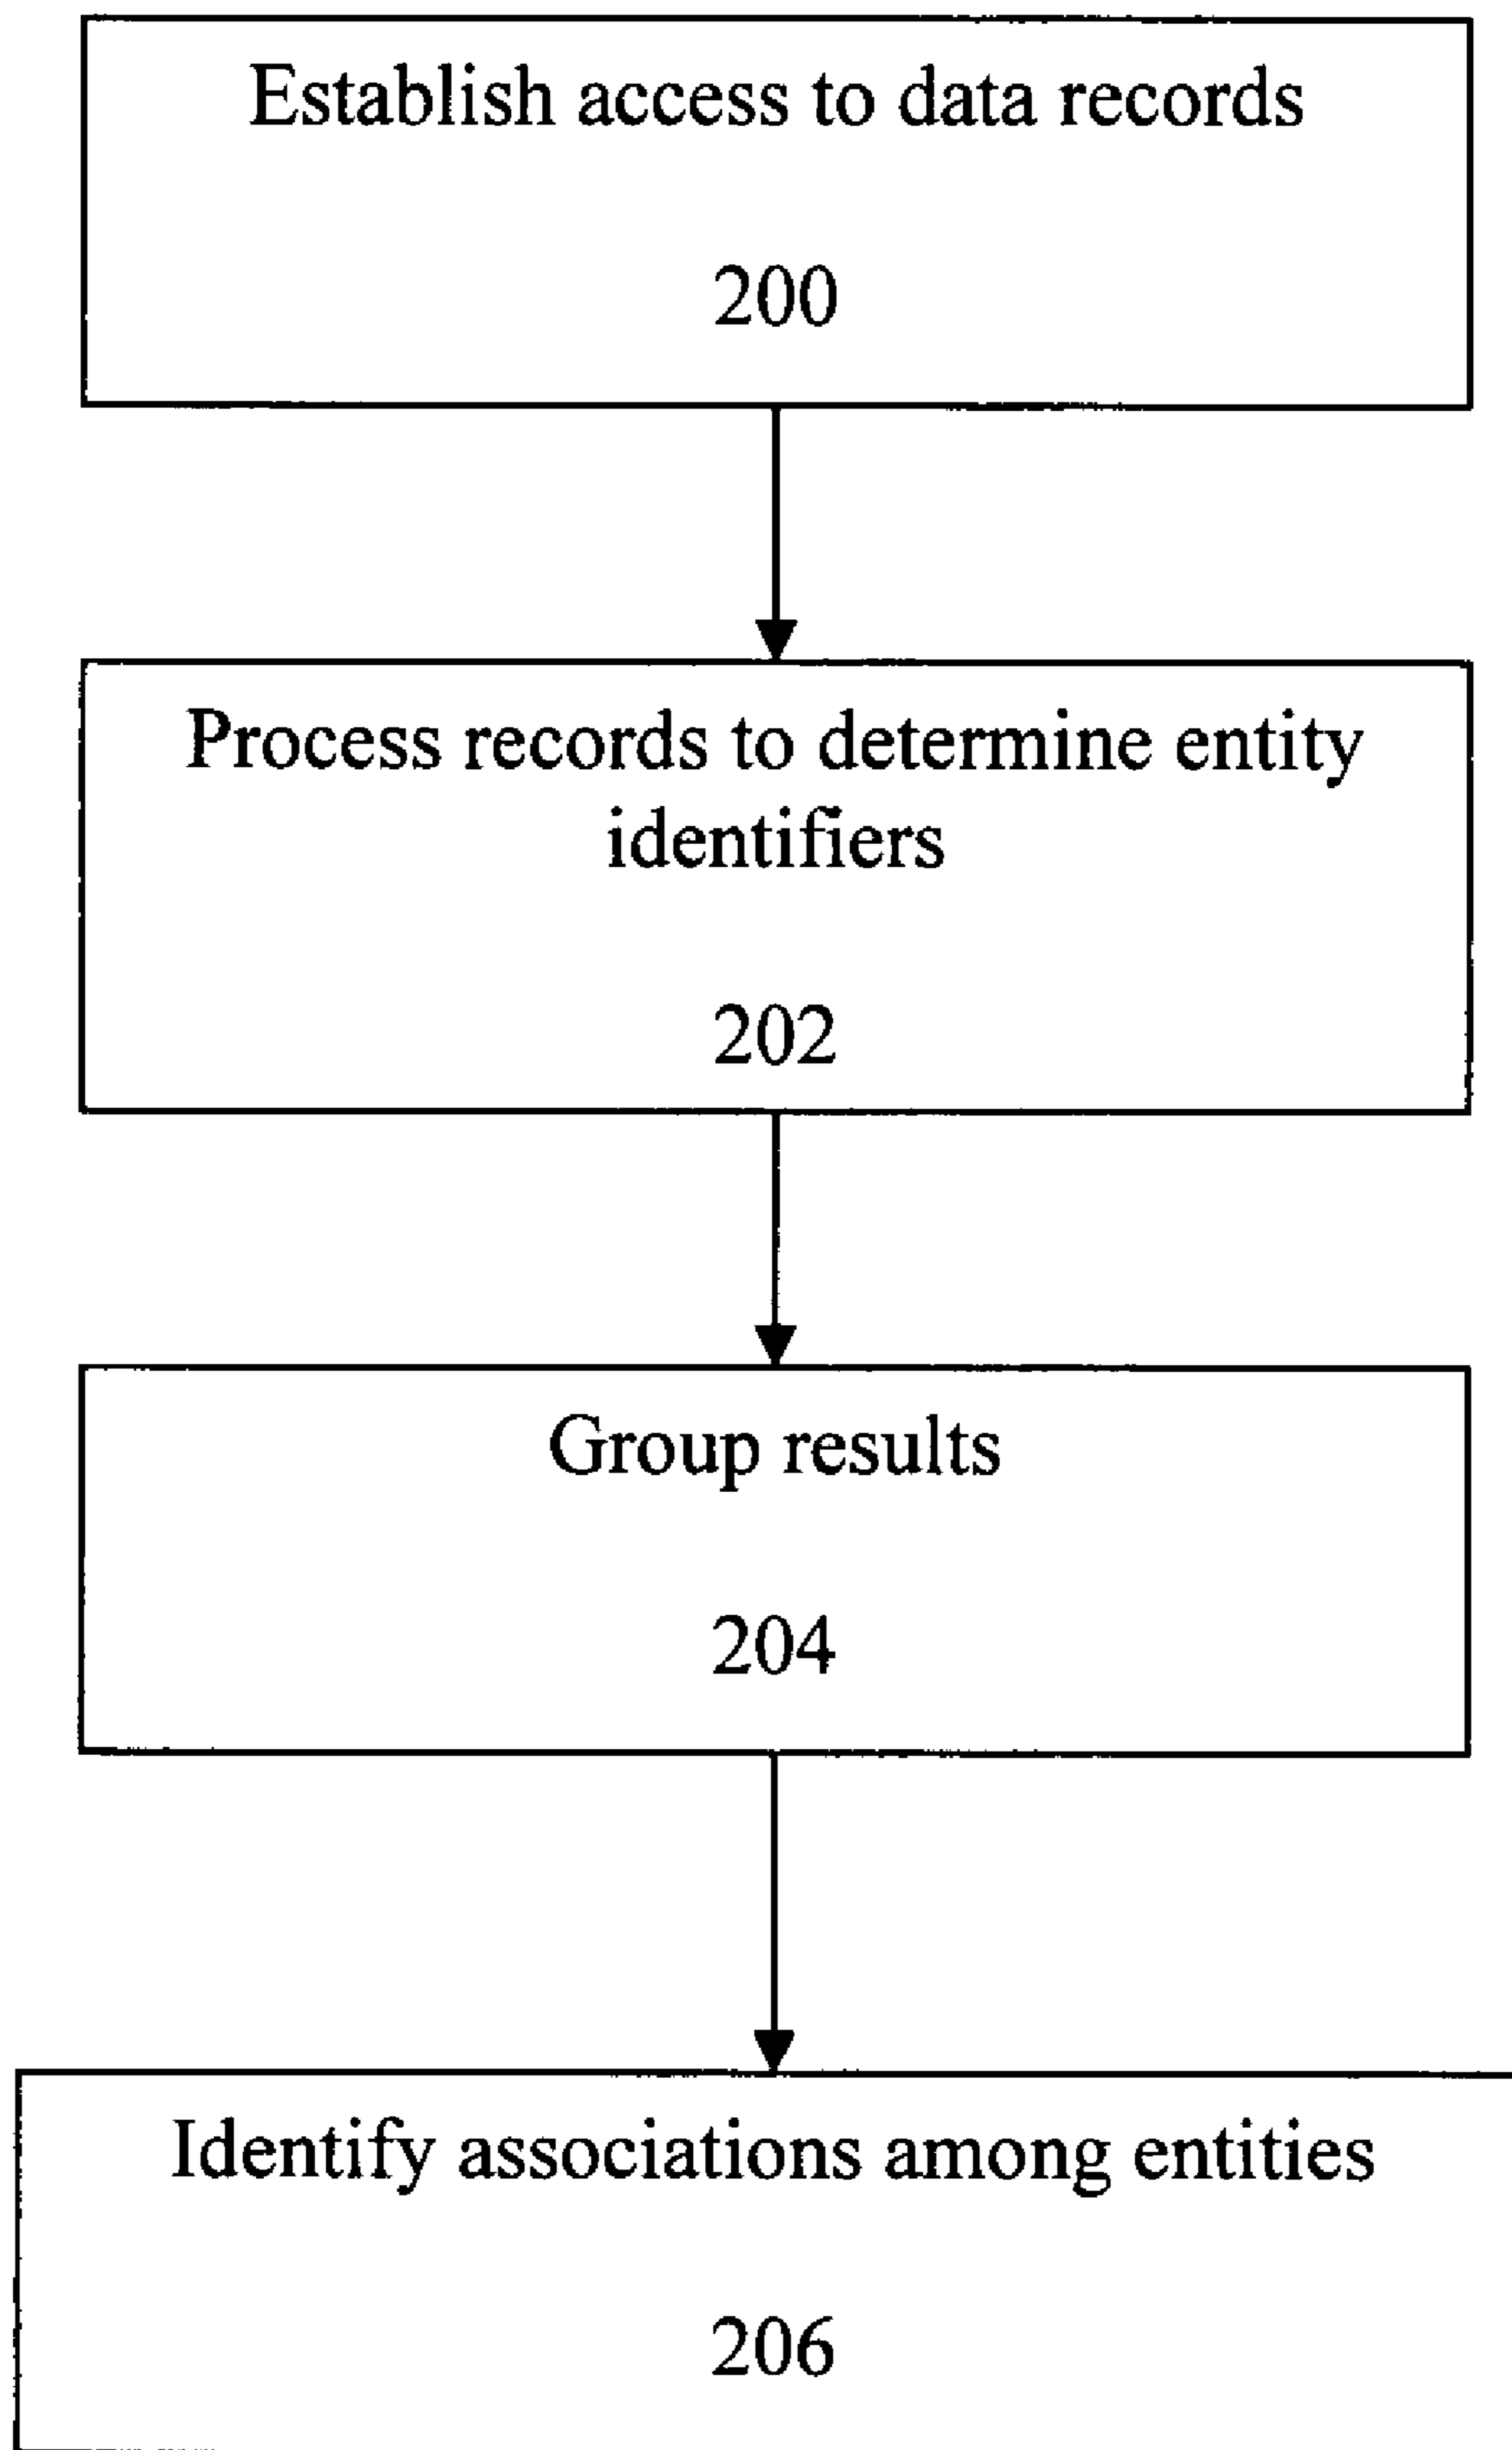 Establish access to data records
200
Process records to determine entity
identifiers
202
Group results
204
Identify associations among entities
206